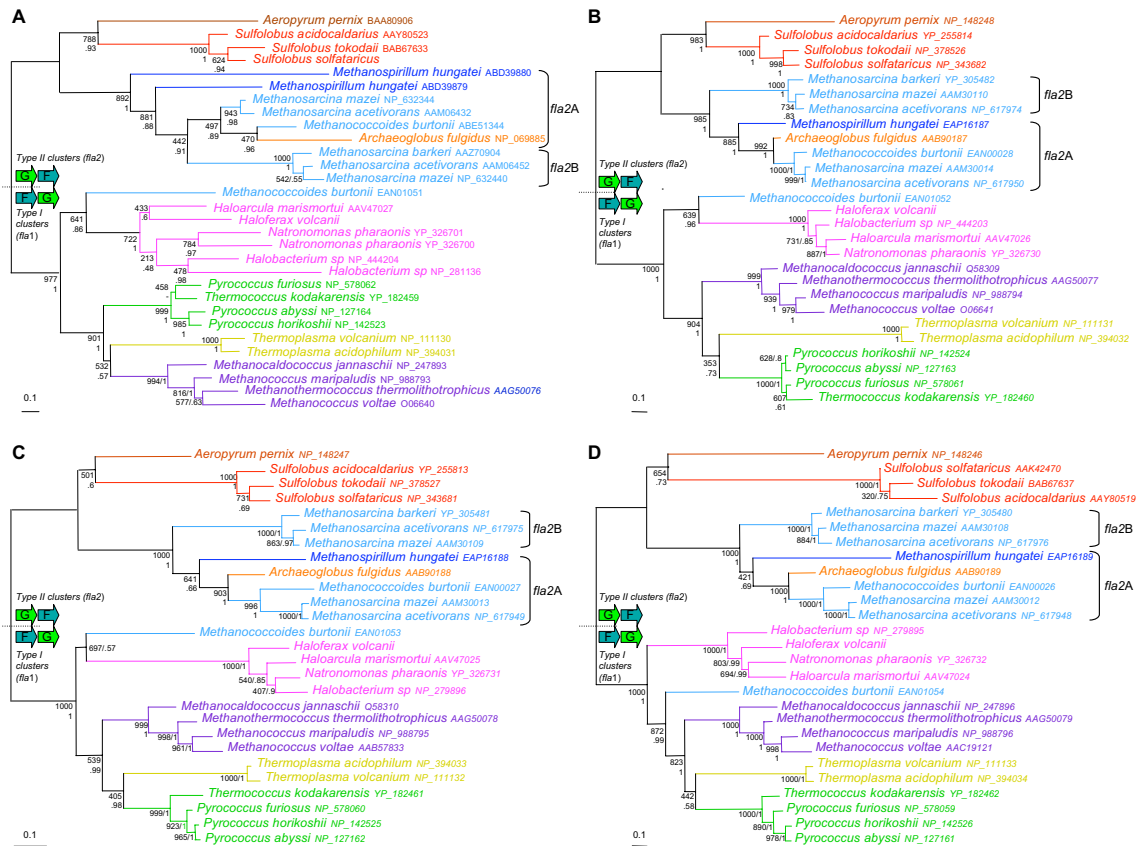 A
Aeropyrum pernix BAA80906
788
.93
Sulfolobus acidocaldarius AAY80523
1000
1
Sulfolobus tokodaii BAB67633
624
.94
Sulfolobus solfataricus
Methanospirillum hungatei ABD39880
892
1
Methanospirillum hungatei ABD39879
881
.88
Methanosarcina mazei NP_632344
943
.98
Methanosarcina acetivorans AAM06432
497
.89
Methanococcoides burtonii ABE51344
470
.96
Archaeoglobus fulgidus NP_069885
fla2A
442
.91
Methanosarcina barkeri AAZ70904
1000
1
Methanosarcina acetivorans AAM06452
542/.55
Methanosarcina mazei NP_632440
fla2B
Type II clusters (fla2)
G F
F G
Type I
clusters
(fla1)
Methanococcoides burtonii EAN01051
641
.86
Haloarcula marismortui AAV47027
433
.6
Haloferax volcanii
722
1
Natronomonas pharaonis YP_326701
784
.97
Natronomonas pharaonis YP_326700
213
.48
Halobacterium sp NP_444204
478
.98
Halobacterium sp NP_281136
977
1
Pyrococcus furiosus NP_578062
458
-
Thermococcus kodakarensis YP_182459
999
1
Pyrococcus abyssi NP_127164
985
1
Pyrococcus horikoshii NP_142523
901
1
Thermoplasma volcanium NP_111130
1000
1
Thermoplasma acidophilum NP_394031
532
.57
Methanocaldococcus jannaschii NP_247893
994/1
Methanococcus maripaludis NP_988793
816/1
Methanothermococcus thermolithotrophicus AAG50076
577/.63
Methanococcus voltae O06640
0.1
B
Aeropyrum pernix NP_148248
983
1
Sulfolobus acidocaldarius YP_255814
1000
1
Sulfolobus tokodaii NP_378526
998
1
Sulfolobus solfataricus NP_343682
Methanosarcina barkeri YP_305482
1000
1
Methanosarcina mazei AAM30110
734
.83
Methanosarcina acetivorans NP_617974
fla2B
985
1
Methanospirillum hungatei EAP16187
885
1
Archaeoglobus fulgidus AAB90187
992
1
Methanococcoides burtonii EAN00028
1000/1
Methanosarcina mazei AAM30014
999/1
Methanosarcina acetivorans NP_617950
fla2A
Type II clusters (fla2)
G F
F G
Type I
clusters
(fla1)
Methanococcoides burtonii EAN01052
639
.96
Haloferax volcanii
1000
1
Halobacterium sp NP_444203
731/.85
Haloarcula marismortui AAV47026
887/1
Natronomonas pharaonis YP_326730
1000
1
Methanocaldococcus jannaschii Q58309
999
1
Methanothermococcus thermolithotrophicus AAG50077
939
1
Methanococcus maripaludis NP_988794
979
1
Methanococcus voltae O06641
904
1
Thermoplasma volcanium NP_111131
1000
1
Thermoplasma acidophilum NP_394032
353
.73
Pyrococcus horikoshii NP_142524
628/.8
Pyrococcus abyssi NP_127163
1000/1
Pyrococcus furiosus NP_578061
607
.61
Thermococcus kodakarensis YP_182460
0.1
C
Aeropyrum pernix NP_148247
501
.6
Sulfolobus acidocaldarius YP_255813
1000
1
Sulfolobus tokodaii NP_378527
731
.69
Sulfolobus solfataricus NP_343681
Methanosarcina barkeri YP_305481
1000/1
Methanosarcina acetivorans NP_617975
863/.97
Methanosarcina mazei AAM30109
fla2B
1000
1
Methanospirillum hungatei EAP16188
641
.66
Archaeoglobus fulgidus AAB90188
903
1
Methanococcoides burtonii EAN00027
996
1
Methanosarcina mazei AAM30013
1000/1
Methanosarcina acetivorans NP_617949
fla2A
Type II clusters (fla2)
G F
F G
Type I
clusters
(fla1)
Methanococcoides burtonii EAN01053
697/.57
Haloferax volcanii
1000/1
Haloarcula marismortui AAV47025
540/.85
Natronomonas pharaonis YP_326731
407/.9
Halobacterium sp NP_279896
1000
1
Methanocaldococcus jannaschii Q58310
999
1
Methanothermococcus thermolithotrophicus AAG50078
998/1
Methanococcus maripaludis NP_988795
961/1
Methanococcus voltae AAB57833
539
.99
Thermoplasma acidophilum NP_394033
1000/1
Thermoplasma volcanium NP_111132
405
.98
Thermococcus kodakarensis YP_182461
999/1
Pyrococcus furiosus NP_578060
923/1
Pyrococcus horikoshii NP_142525
965/1
Pyrococcus abyssi NP_127162
0.1
D
Aeropyrum pernix NP_148246
654
.73
Sulfolobus solfataricus AAK42470
1000/1
Sulfolobus tokodaii BAB67637
320/.75
Sulfolobus acidocaldarius AAY80519
Methanosarcina barkeri YP_305480
1000/1
Methanosarcina mazei AAM30108
884/1
Methanosarcina acetivorans NP_617976
fla2B
1000
1
Methanospirillum hungatei EAP16189
421
.69
Archaeoglobus fulgidus AAB90189
1000
1
Methanococcoides burtonii EAN00026
1000/1
Methanosarcina mazei AAM30012
1000/1
Methanosarcina acetivorans NP_617948
fla2A
Type II clusters (fla2)
G F
F G
Type I
clusters
(fla1)
Halobacterium sp NP_279895
1000/1
Haloferax volcanii
803/.99
Natronomonas pharaonis YP_326732
694/.99
Haloarcula marismortui AAV47024
1000
1
Methanococcoides burtonii EAN01054
872
.99
Methanocaldococcus jannaschii NP_247896
1000
1
Methanothermococcus thermolithotrophicus AAG50079
1000
1
Methanococcus maripaludis NP_988796
998
1
Methanococcus voltae AAC19121
823
1
Thermoplasma volcanium NP_111133
1000/1
Thermoplasma acidophilum NP_394034
442
.58
Thermococcus kodakarensis YP_182462
1000/1
Pyrococcus furiosus NP_578059
890/1
Pyrococcus horikoshii NP_142526
978/1
Pyrococcus abyssi NP_127161
0.1